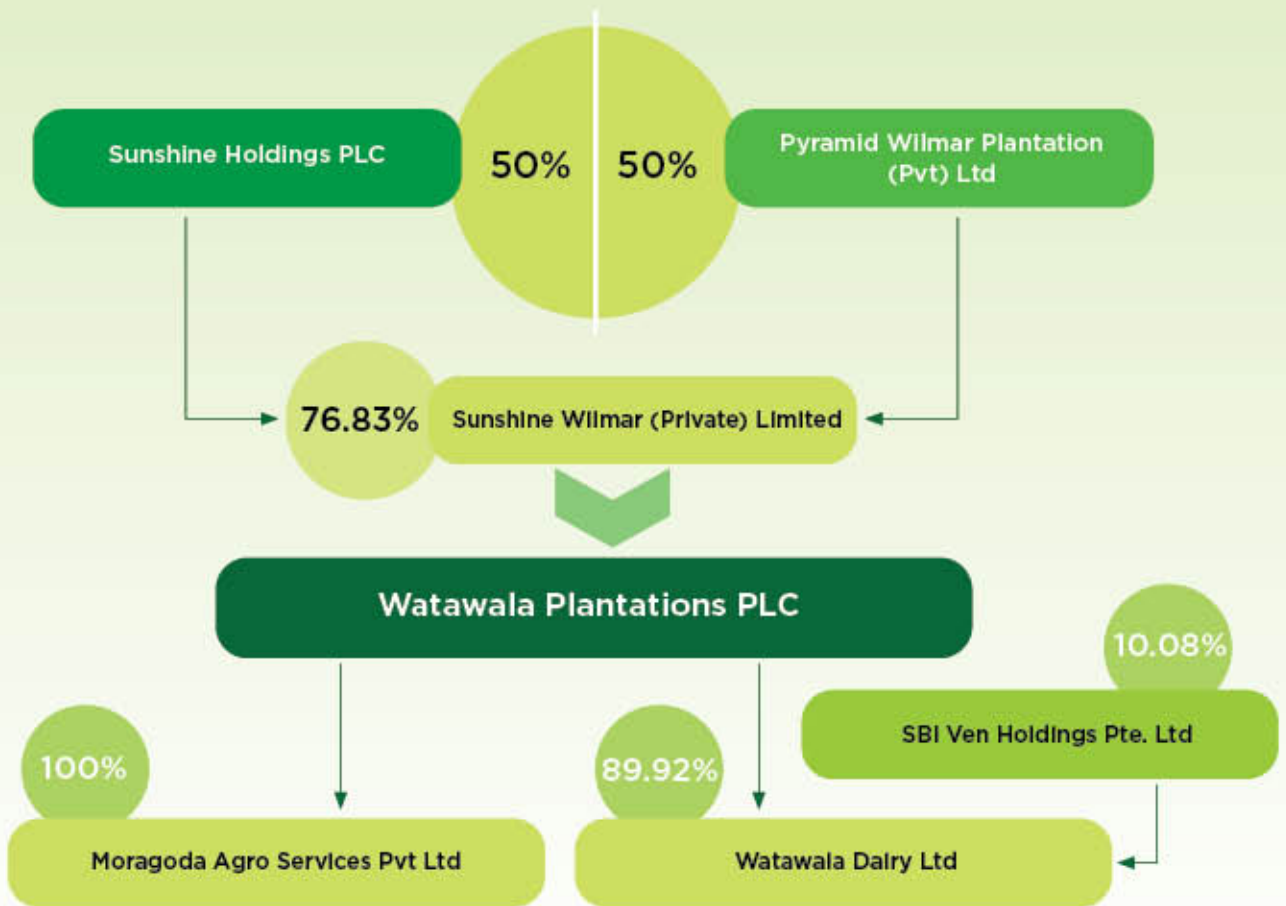 Sunshine Holdings PLC
50%
50%
Pyramid Wilmar Plantation
(Pvt) Ltd
76.83%
Sunshine Wilmar (Private) Limited
Watawala Plantations PLC
10.08%
SBI Ven Holdings Pte. Ltd
100%
89.92%
Moragoda Agro Services Pvt Ltd
Watawala Dairy Ltd